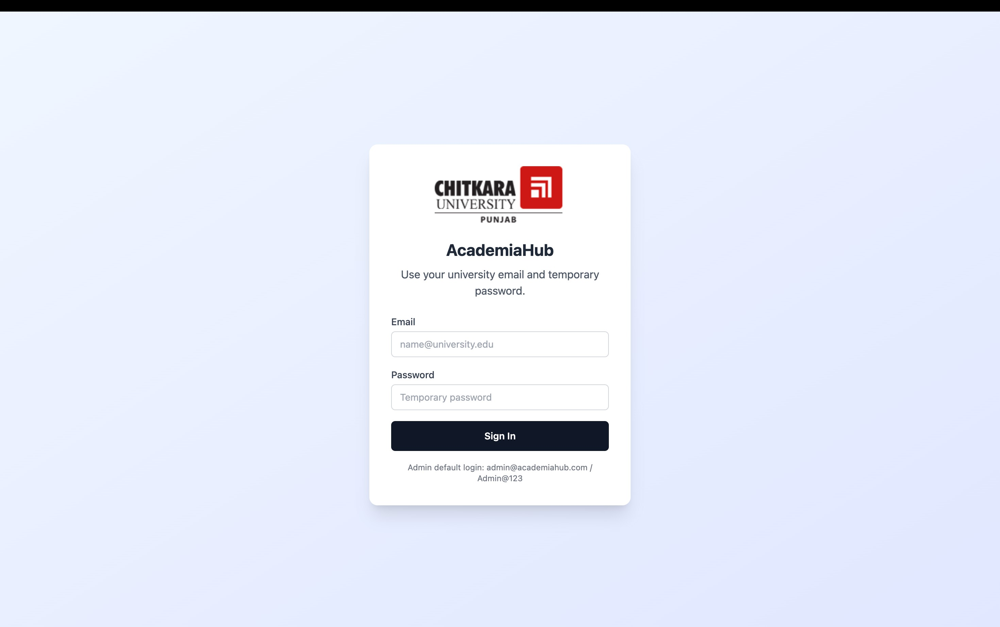 CHITKARA
UNIVERSITY
PUNJAB
AcademiaHub
Use your university email and temporary
password.
Email
name@university.edu
Password
Temporary password
Sign In
Admin default login: admin@academiahub.com /
Admin@123